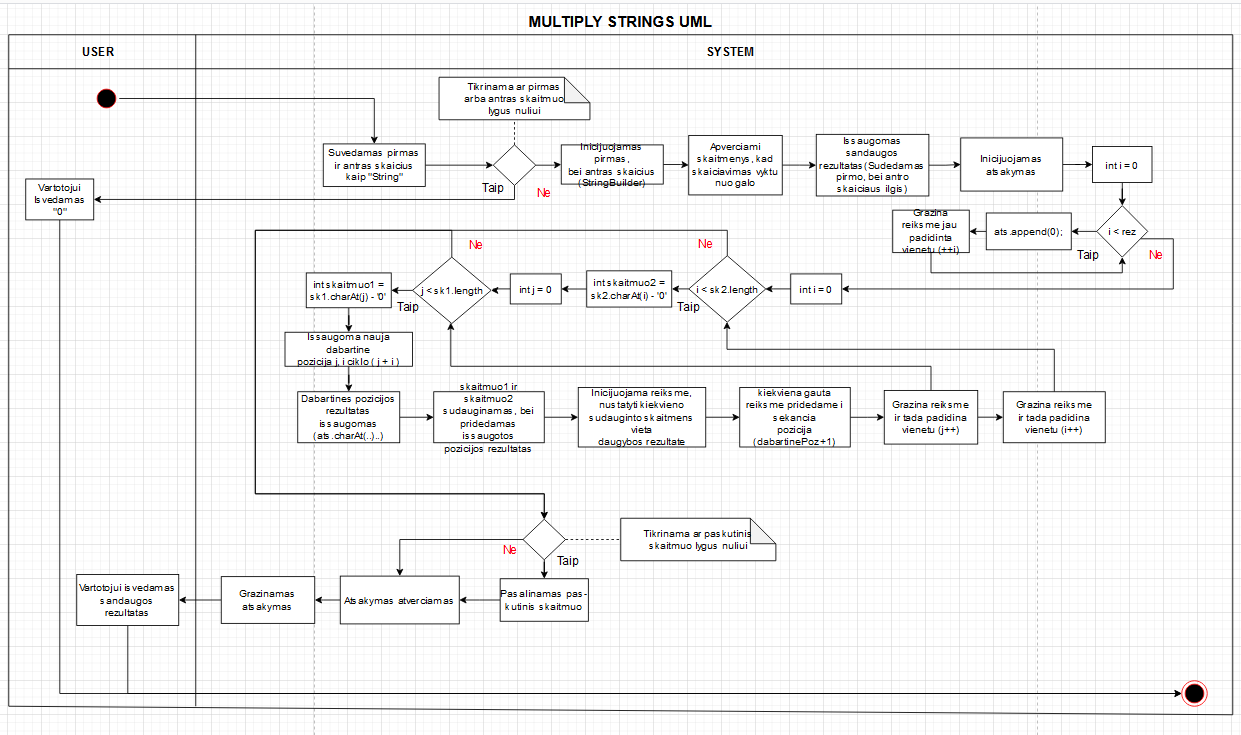 MULTIPLY STRINGS UML
USER
SYSTEM
Tikrinama ar pirmas
arba antras skaitmuo
lygus nuliui
Suvedamas pirmas
ir antras skaicius
kaip "String"
Taip
Ne
Inicijuojamas
pirmas,
bei antras skaicius
(StringBuilder)
Apverciami
skaitmenys, kad
skaiciavimas vyktu
nuo galo
Issaugomas
sandaugos
rezultatas (Sudedamas
pirmo, bei antro
skaiciaus ilgis)
Inicijuojamas
atsakymas
int i = 0
Vartotojui
Isvedamas
"0"
i < rez
Taip
Ne
ats.append(0);
Grazina
reiksme jau
padidinta
vienetu (++i)
int i = 0
i < sk2.length
Ne
Taip
int skaitmuo2 =
sk2.charAt(i) - '0'
int j = 0
j < sk1.length
Ne
Taip
int skaitmuo1 =
sk1.charAt(j) - '0'
Issaugoma nauja
dabartine
pozicija j, i ciklo ( j + i )
Dabartines pozicijos
rezultatas
issaugomas
(ats.charAt(..)..)
skaitmuo1 ir
skaitmuo2
sudauginamas, bei
pridedamas
issaugotos
pozicijos rezultatas
Inicijuojama reiksme,
nustatyti kiekvieno
sudauginto skaitmens
vieta
daugybos rezultate
kiekviena gauta
reiksme pridedame i
sekancia
pozicija
(dabartinePoz+1)
Grazina reiksme
ir tada padidina
vienetu (j++)
Grazina reiksme
ir tada padidina
vienetu (i++)
Tikrinama ar paskutinis
skaitmuo lygus nuliui
Ne
Taip
Pasalinamas pas-
kutinis skaitmuo
Atsakymas atverciamas
Grazinamas
atsakymas
Vartotojui isvedamas
sandaugos
rezultatas